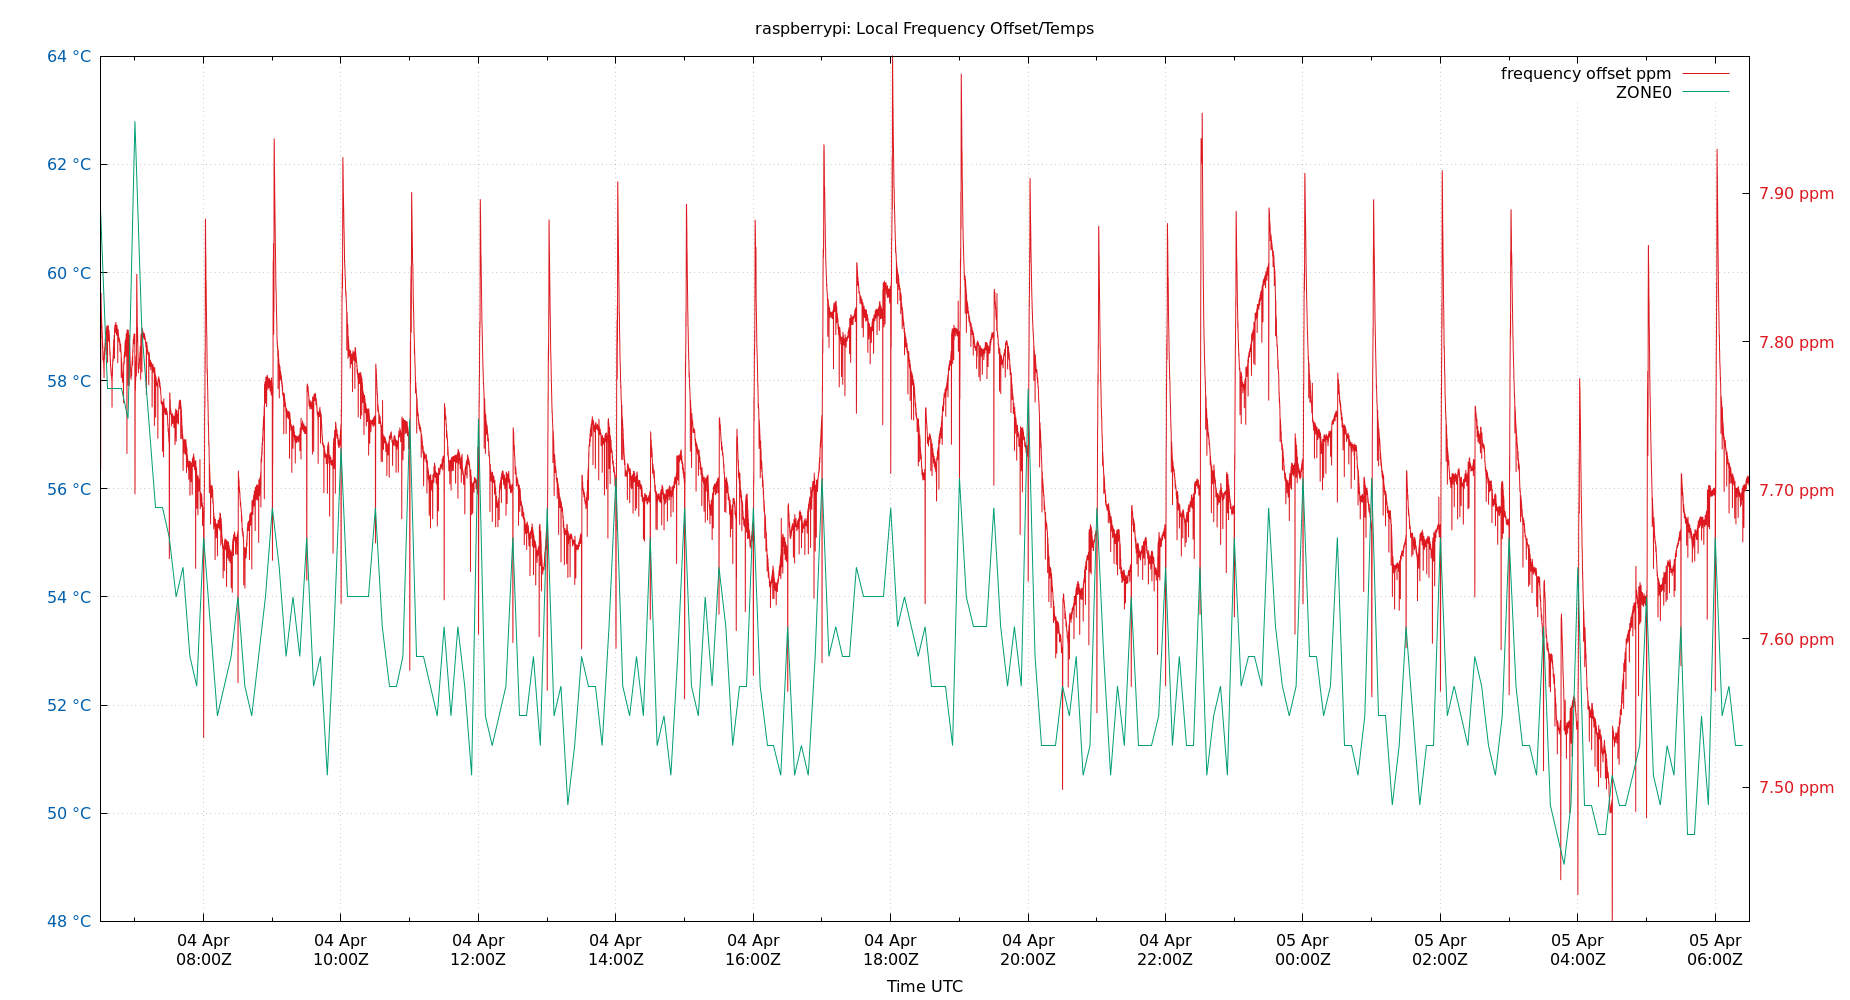 raspberrypi: Local Frequency Offset/Temps
64 °C
62 °C
60 °C
58 °C
56 °C
54 °C
52 °C
50 °C
48 °C
frequency offset ppm
ZONE0
7.90 ppm
7.80 ppm
7.70 ppm
7.60 ppm
7.50 ppm
04 Apr
08:00Z
04 Apr
10:00Z
04 Apr
12:00Z
04 Apr
14:00Z
04 Apr
16:00Z
04 Apr
18:00Z
04 Apr
20:00Z
04 Apr
22:00Z
05 Apr
00:00Z
05 Apr
02:00Z
05 Apr
04:00Z
05 Apr
06:00Z
Time UTC